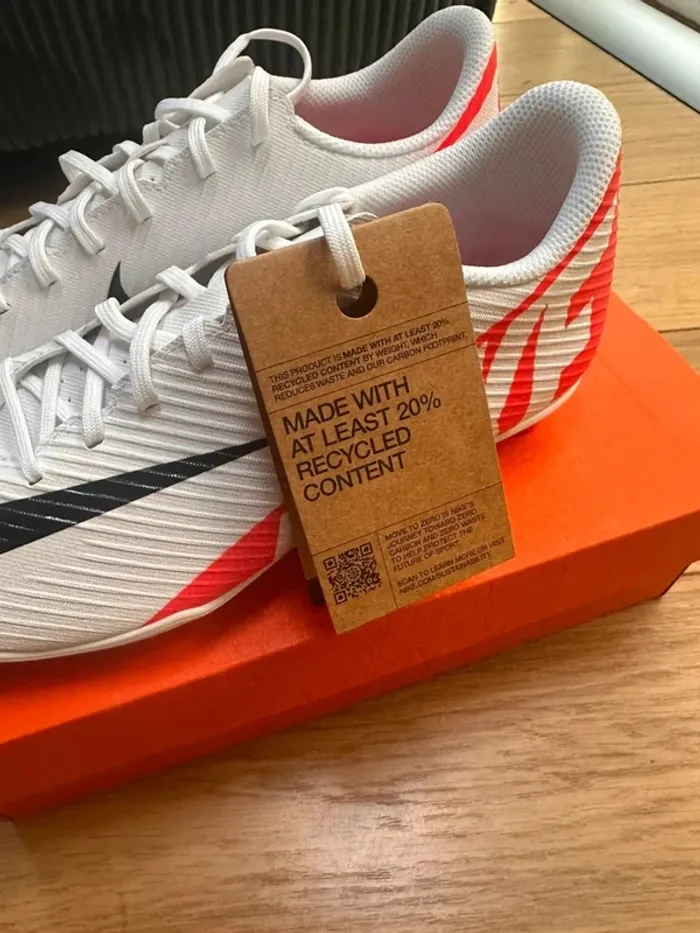 THIS PRODUCT IS MADE WITH AT LEAST 20%
RECYCLED CONTENT BY WEIGHT, WHICH
REDUCES WASTE AND OUR CARBON FOOTPRINT.
MADE WITH
AT LEAST 20%
RECYCLED
CONTENT
MOVE TO ZERO IS NIKE'S
JOURNEY TOWARD ZERO
CARBON AND ZERO WASTE
TO HELP PROTECT THE
FUTURE OF SPORT.
SCAN TO LEARN MORE OR VISIT
NIKE.COM/SUSTAINABILITY.